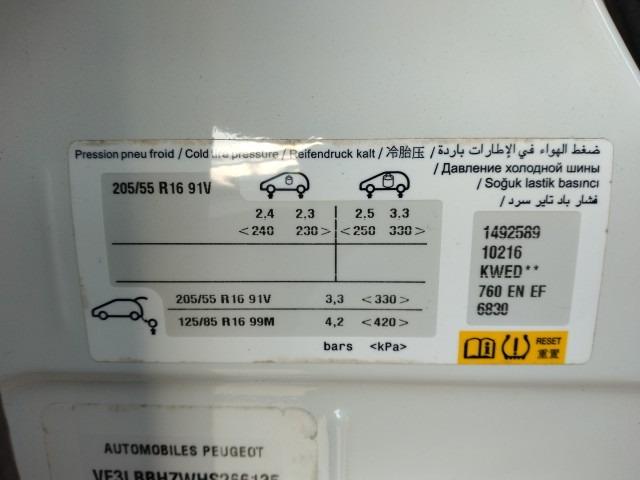 Pression pneu froid / Cold tire pressure / Reifendruck kalt / 冷胎压 / ضغط الهواء في الإطارات باردة /
/ Давление холодной шины
/ Soğuk lastik basıncı
/ فشار باد تایر سرد
205/55 R16 91V
2,4 2,3 2,5 3,3
<240 230> <250 330>
205/55 R16 91V 3,3 <330>
125/85 R16 99M 4,2 <420>
bars <kPa>
1492589
10216
KWED**
760 EN EF
6830
RESET
重置
AUTOMOBILES PEUGEOT